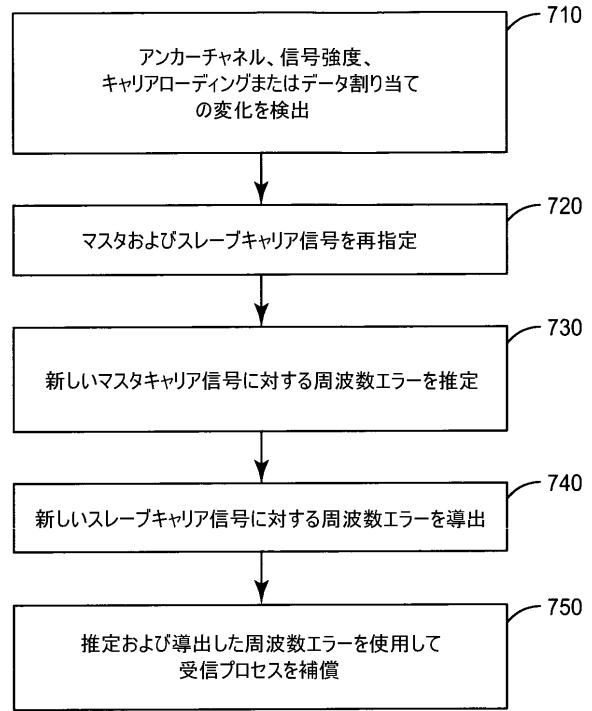 710
アンカーチャネル、信号強度、
キャリアローディングまたはデータ割り当て
の変化を検出
720
マスタおよびスレーブキャリア信号を再指定
730
新しいマスタキャリア信号に対する周波数エラーを推定
740
新しいスレーブキャリア信号に対する周波数エラーを導出
750
推定および導出した周波数エラーを使用して
受信プロセスを補償